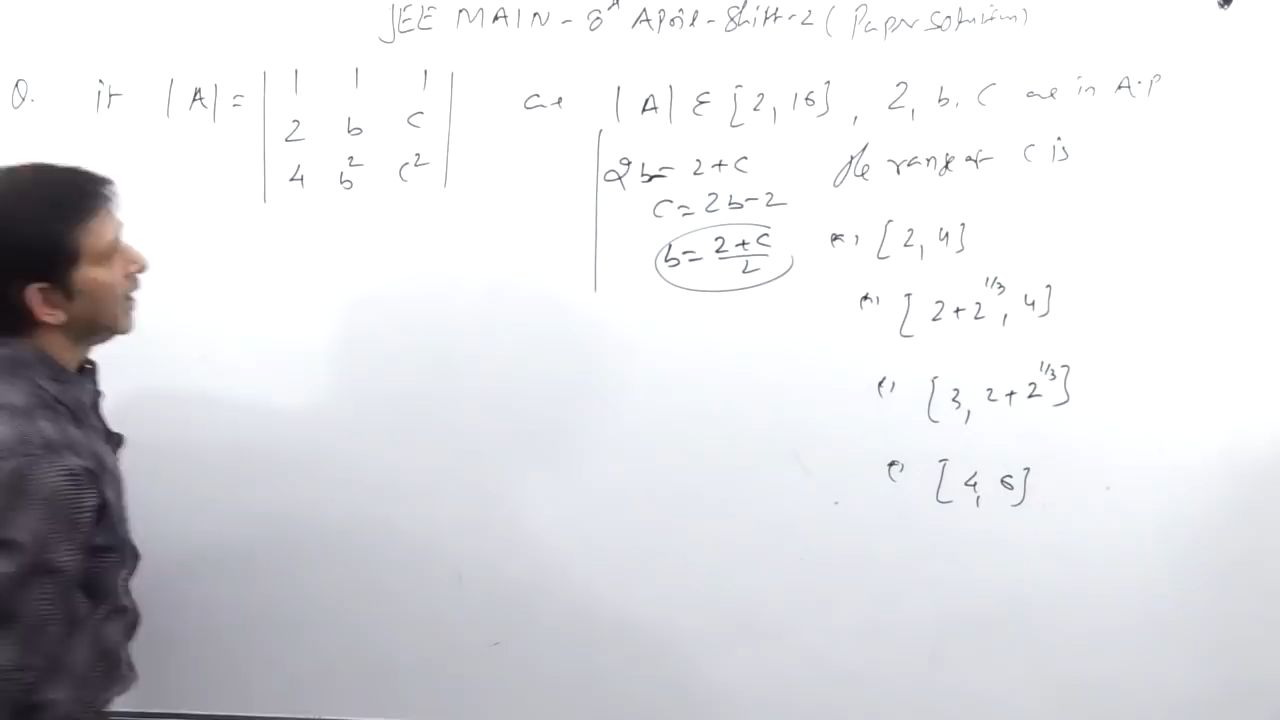 JEE MAIN - 8th April - Shift-2 (Paper Solution)
Q. if |A| = | 1 1 1 | and |A| ε [2, 16], 2, b, c are in A.P
| 2 b c |
| 4 b² c² |
The range of c is
2b = 2+c
c = 2b-2
b = 2+c/2
[2, 4]
[2+2^1/3, 4]
[3, 2+2^1/3]
[4, 6]